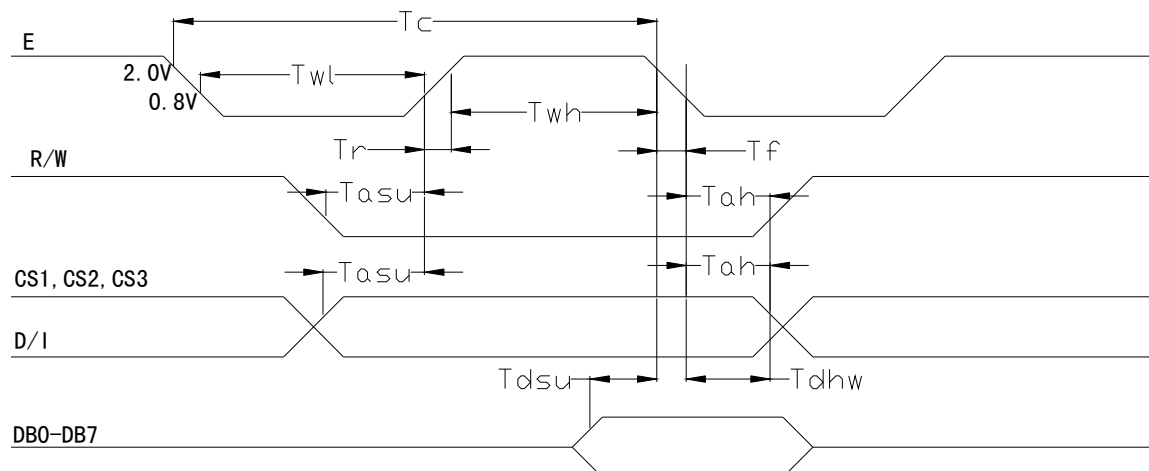 Tc
E
2.0V
Twl
0.8V
Twh
Tr
Tf
R/W
Tasu
Tah
Tasu
Tah
CS1, CS2, CS3
D/I
Tdsu
Tdhw
DB0-DB7